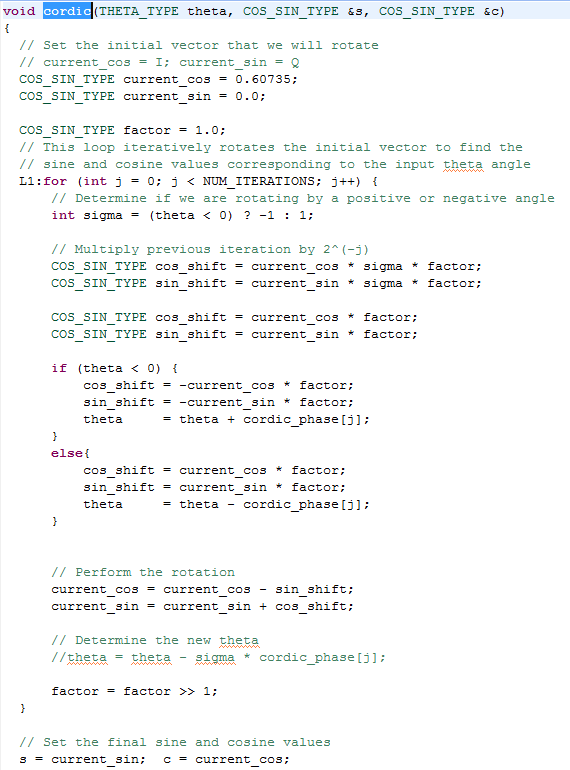 void cordic(THETA_TYPE theta, COS_SIN_TYPE &s, COS_SIN_TYPE &c)
{
// Set the initial vector that we will rotate
// current_cos = I; current_sin = Q
COS_SIN_TYPE current_cos = 0.60735;
COS_SIN_TYPE current_sin = 0.0;
COS_SIN_TYPE factor = 1.0;
// This loop iteratively rotates the initial vector to find the
// sine and cosine values corresponding to the input theta angle
L1:for (int j = 0; j < NUM_ITERATIONS; j++) {
// Determine if we are rotating by a positive or negative angle
int sigma = (theta < 0) ? -1 : 1;
// Multiply previous iteration by 2^(-j)
COS_SIN_TYPE cos_shift = current_cos * sigma * factor;
COS_SIN_TYPE sin_shift = current_sin * sigma * factor;
COS_SIN_TYPE cos_shift = current_cos * factor;
COS_SIN_TYPE sin_shift = current_sin * factor;
if (theta < 0) {
cos_shift = -current_cos * factor;
sin_shift = -current_sin * factor;
theta     = theta + cordic_phase[j];
}
else{
cos_shift = current_cos * factor;
sin_shift = current_sin * factor;
theta     = theta - cordic_phase[j];
}
// Perform the rotation
current_cos = current_cos - sin_shift;
current_sin = current_sin + cos_shift;
// Determine the new theta
//theta = theta - sigma * cordic_phase[j];
factor = factor >> 1;
}
// Set the final sine and cosine values
s = current_sin;  c = current_cos;